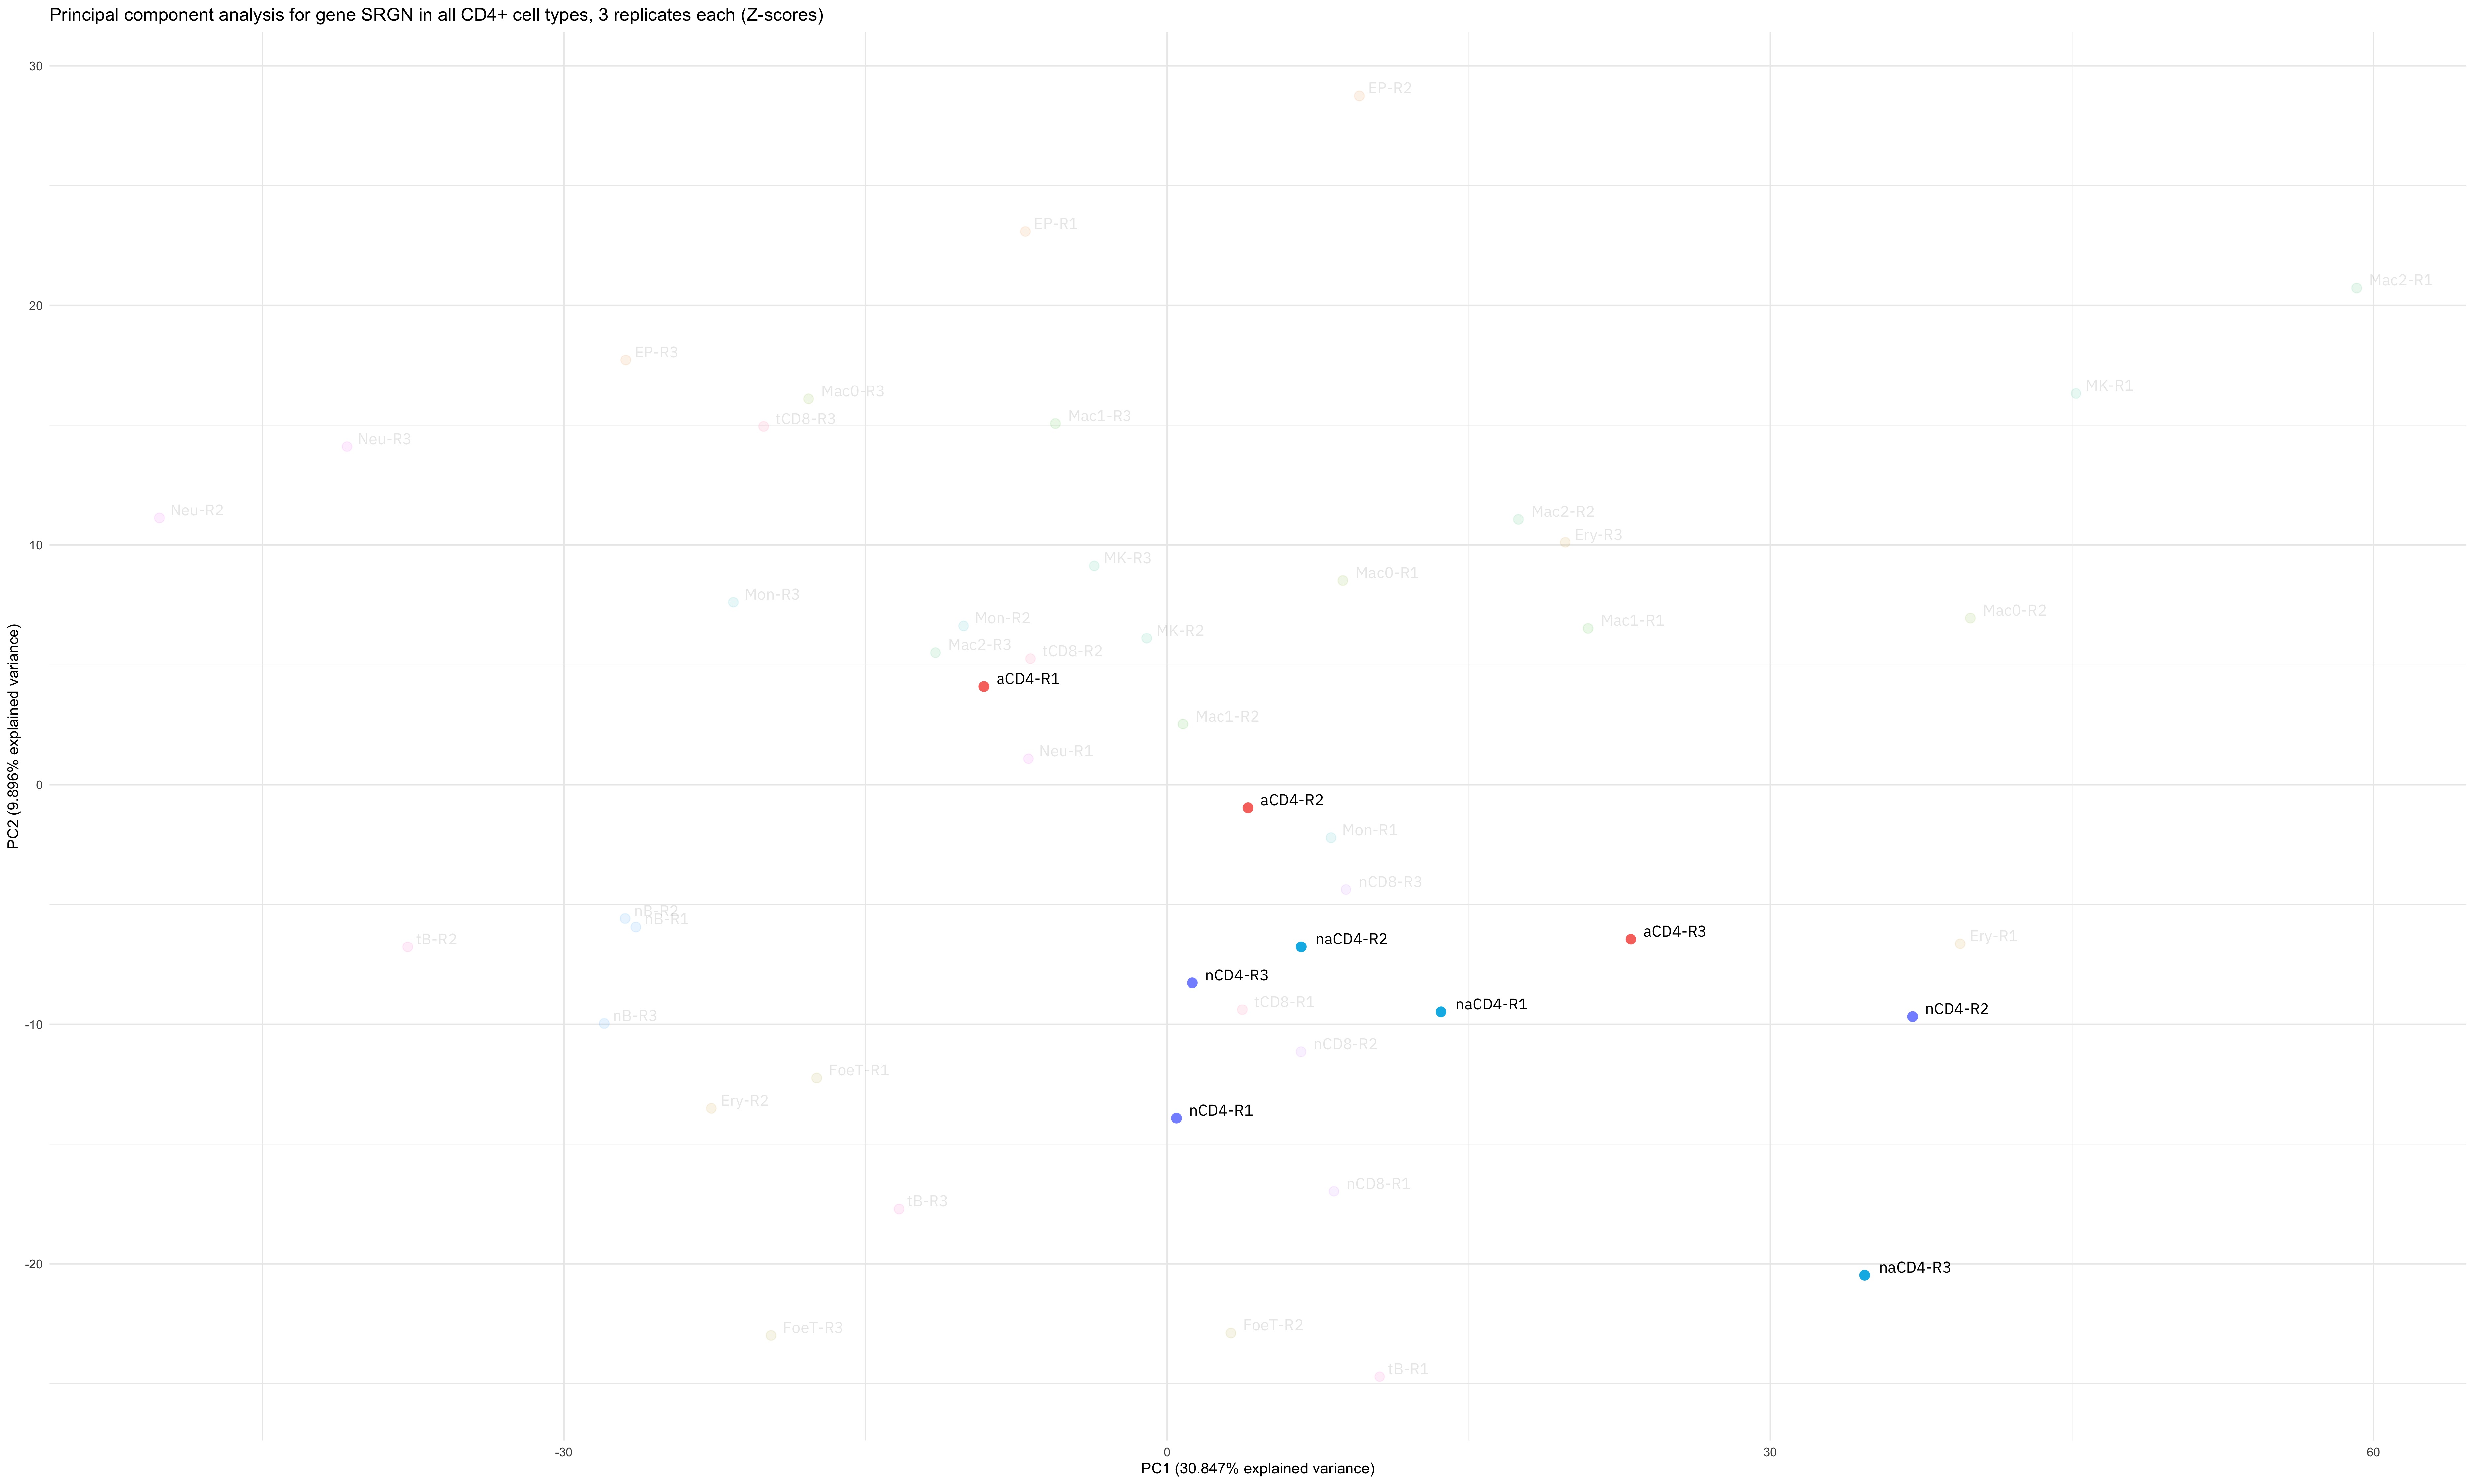 Principal component analysis for gene SRGN in all CD4+ cell types, 3 replicates each (Z-scores)
30
EP-R2
EP-R1
Mac2-R1
20
EP-R3
MK-R1
Mac0-R3
Mac1-R3
tCD8-R3
Neu-R3
Neu-R2
Mac2-R2
Ery-R3
10
MK-R3
Mac0-R1
Mon-R3
Mon-R2
Mac0-R2
Mac1-R1
MK-R2
Mac2-R3
tCD8-R2
aCD4-R1
Mac1-R2
Neu-R1
0
PC2 (9.896% explained variance)
aCD4-R2
Mon-R1
nCD8-R3
nB-R2
nB-R1
tB-R2
naCD4-R2
aCD4-R3
Ery-R1
nCD4-R3
tCD8-R1
naCD4-R1
nCD4-R2
nB-R3
-10
nCD8-R2
FoeT-R1
Ery-R2
nCD4-R1
nCD8-R1
tB-R3
-20
naCD4-R3
FoeT-R3
FoeT-R2
tB-R1
-30 0 30 60
PC1 (30.847% explained variance)